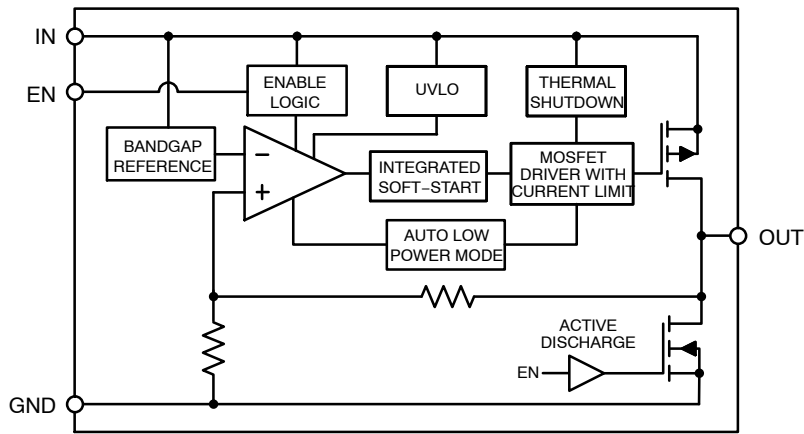 IN
EN
ENABLE
LOGIC
UVLO
THERMAL
SHUTDOWN
BANDGAP
REFERENCE
−
+
INTEGRATED
SOFT−START
MOSFET
DRIVER WITH
CURRENT LIMIT
AUTO LOW
POWER MODE
OUT
ACTIVE
DISCHARGE
EN
GND